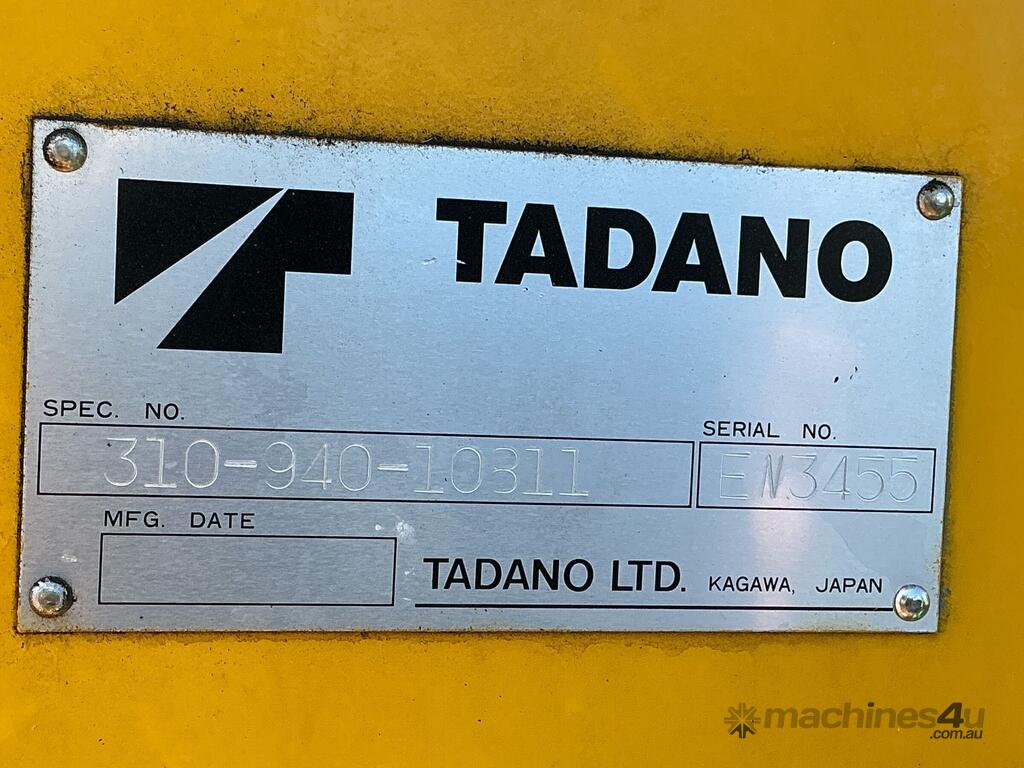 TADANO
SPEC. NO.
310-940-10311
SERIAL NO.
EN3455
MFG. DATE
TADANO LTD. KAGAWA, JAPAN
machines4u
.com.au